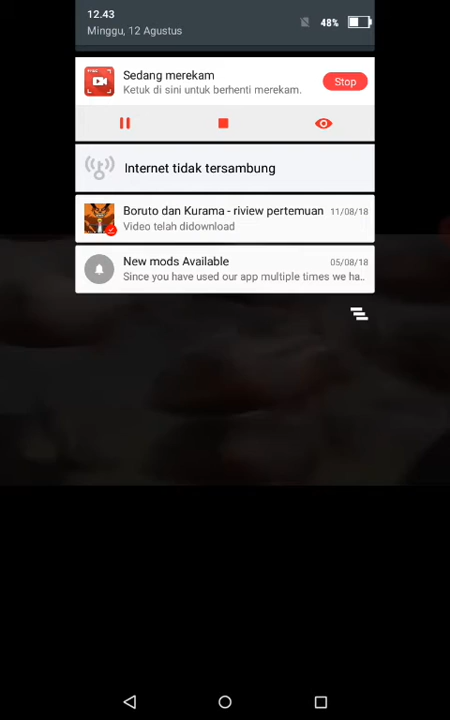 12.43
48%
Minggu, 12 Agustus
Sedang merekam
Ketuk di sini untuk berhenti merekam.
Stop
Internet tidak tersambung
Boruto dan Kurama - riview pertemuan
11/08/18
Video telah didownload
New mods Available
05/08/18
Since you have used our app multiple times we ha..